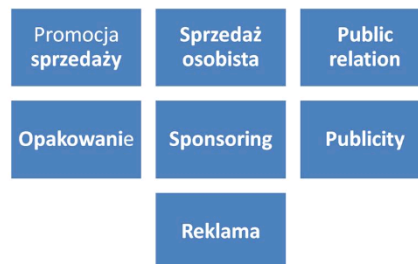 Promocja
sprzedaży
Sprzedaż
osobista
Public
relation
Opakowanie
Sponsoring
Publicity
Reklama